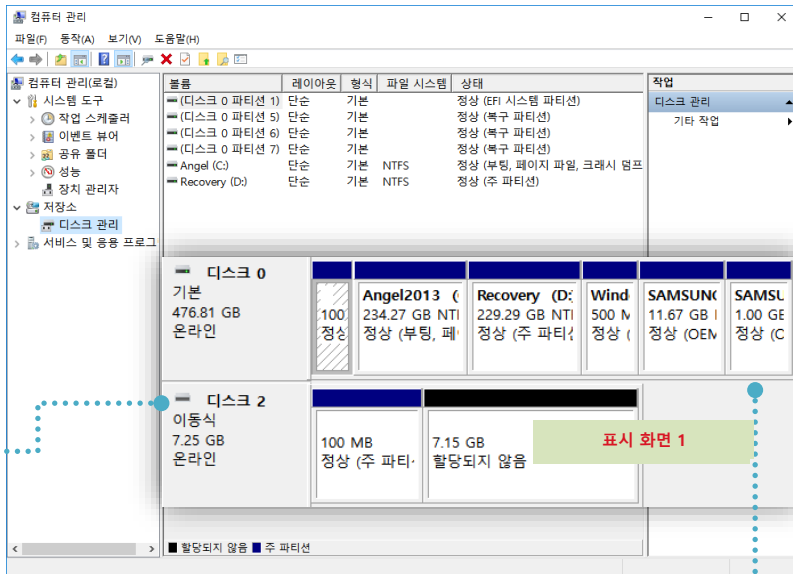 컴퓨터 관리
파일(F) 동작(A) 보기(V) 도움말(H)
컴퓨터 관리(로컬)
시스템 도구
작업 스케줄러
이벤트 뷰어
공유 폴더
성능
장치 관리자
저장소
디스크 관리
서비스 및 응용 프로그
볼륨 레이아웃 형식 파일 시스템 상태
(디스크 0 파티션 1) 단순 기본 정상 (EFI 시스템 파티션)
(디스크 0 파티션 5) 단순 기본 정상 (복구 파티션)
(디스크 0 파티션 6) 단순 기본 정상 (복구 파티션)
(디스크 0 파티션 7) 단순 기본 정상 (복구 파티션)
Angel (C:) 단순 기본 NTFS 정상 (부팅, 페이지 파일, 크래시 덤프
Recovery (D:) 단순 기본 NTFS 정상 (주 파티션)
작업
디스크 관리
기타 작업
디스크 0
기본
476.81 GB
온라인
100
정상
Angel2013 (
234.27 GB NTI
정상 (부팅, 페
Recovery (D:
229.29 GB NTI
정상 (주 파티
Wind
500 M
정상 (
SAMSUN
11.67 GB
정상 (OEM
SAMSU
1.00 GB
정상 (O
디스크 2
이동식
7.25 GB
온라인
100 MB
정상 (주 파티
7.15 GB
할당되지 않음
표시 화면 1
할당되지 않음 주 파티션